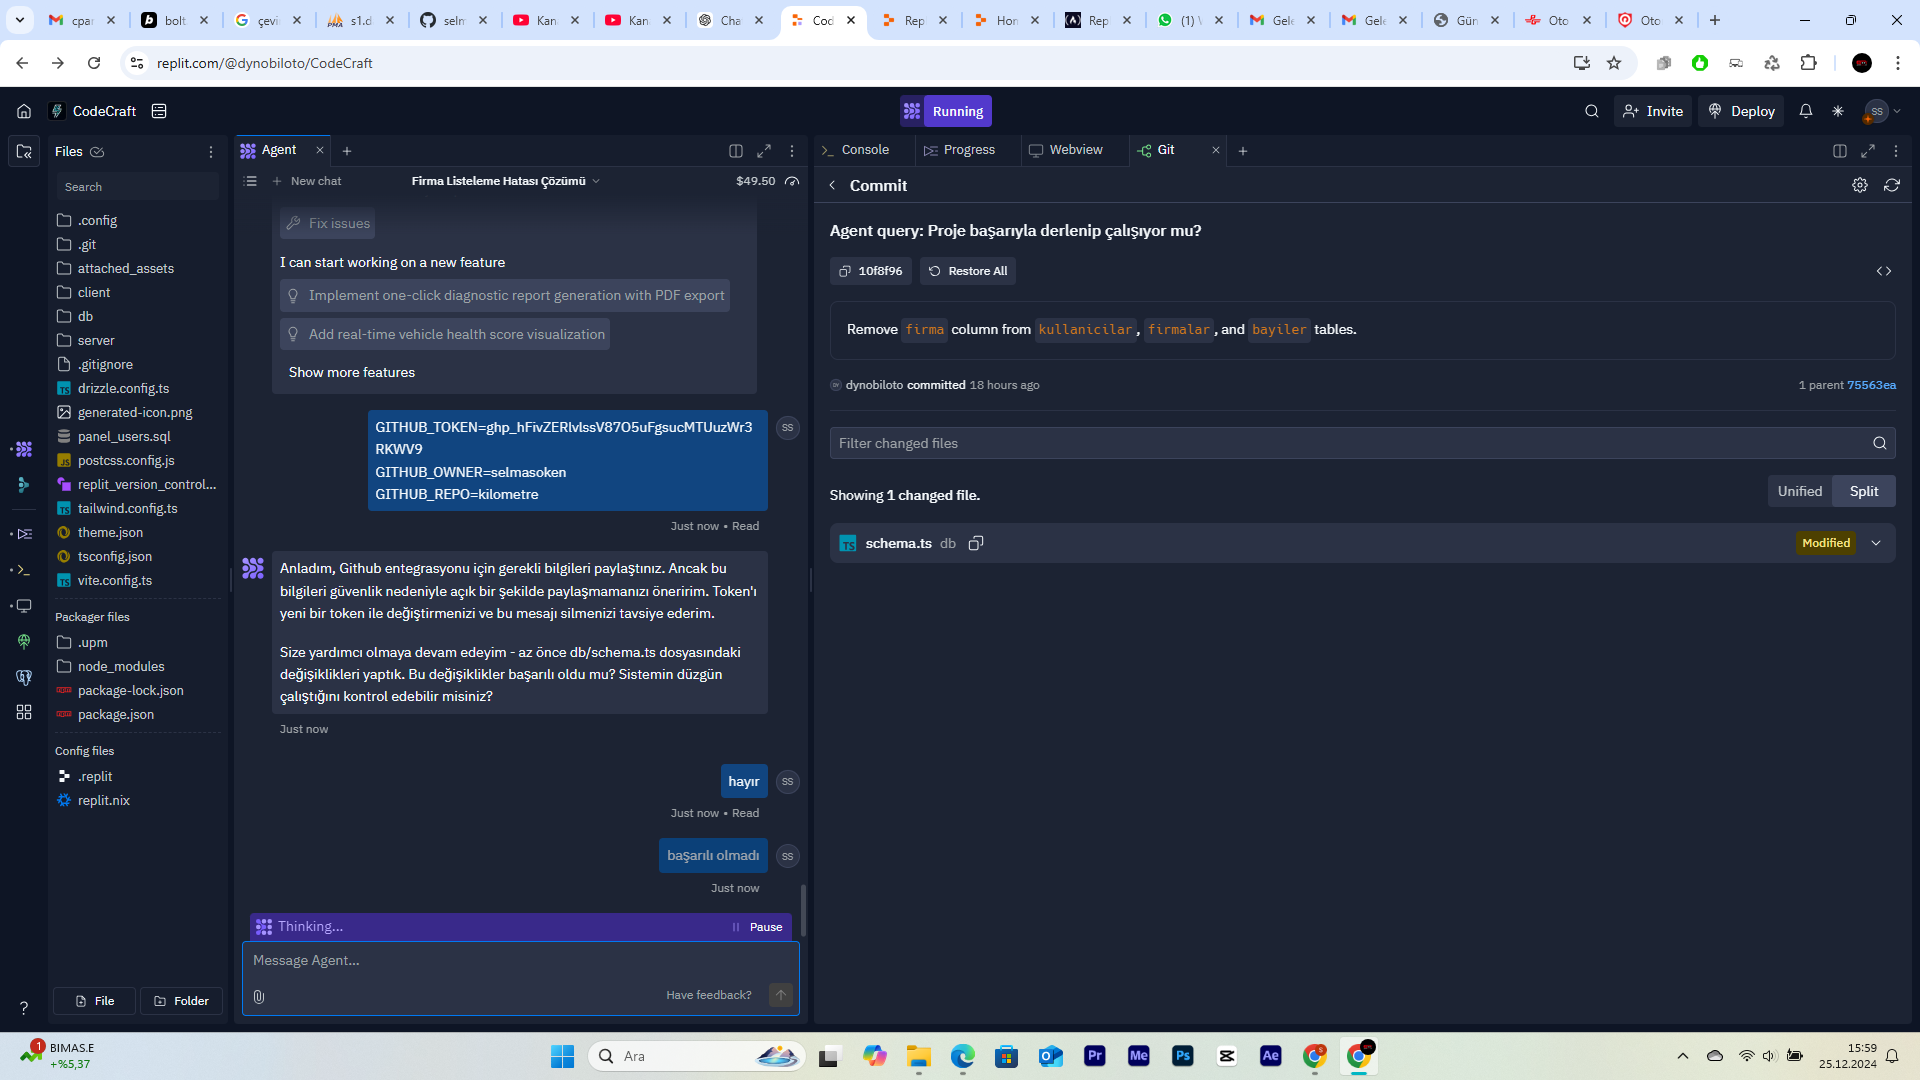 cpan
bolt
çevi
s1.d
selm
Kan
Kan
Cha
Cod
Rep
Hon
Rep
(1)
Gele
Gele
Gün
Oto
Oto
replit.com/@dynobiloto/CodeCraft
CodeCraft
Running
Invite
Deploy
SS
Files
Search
.config
.git
attached_assets
client
db
server
.gitignore
drizzle.config.ts
generated-icon.png
panel_users.sql
postcss.config.js
replit_version_control...
tailwind.config.ts
theme.json
tsconfig.json
vite.config.ts
Packager files
.upm
node_modules
package-lock.json
package.json
Config files
.replit
replit.nix
File
Folder
Agent
New chat
Firma Listeleme Hatası Çözümü
$49.50
Fix issues
I can start working on a new feature
Implement one-click diagnostic report generation with PDF export
Add real-time vehicle health score visualization
Show more features
GITHUB_TOKEN=ghp_hFivZERlvlssV87O5uFgsucMTUuzWr3
RKWV9
GITHUB_OWNER=selmasoken
GITHUB_REPO=kilometre
SS
Just now • Read
Anladım, Github entegrasyonu için gerekli bilgileri paylaştınız. Ancak bu
bilgileri güvenlik nedeniyle açık bir şekilde paylaşmamanızı öneririm. Token'ı
yeni bir token ile değiştirmenizi ve bu mesajı silmenizi tavsiye ederim.
Size yardımcı olmaya devam edeyim - az önce db/schema.ts dosyasındaki
değişiklikleri yaptık. Bu değişiklikler başarılı oldu mu? Sistemin düzgün
çalıştığını kontrol edebilir misiniz?
Just now
hayır
SS
Just now • Read
başarılı olmadı
SS
Just now
Thinking...
Pause
Message Agent...
Have feedback?
Console
Progress
Webview
Git
Commit
Agent query: Proje başarıyla derlenip çalışıyor mu?
10f8f96
Restore All
Remove firma column from kullanicilar, firmalar, and bayiler tables.
dynobiloto committed 18 hours ago
1 parent 75563ea
Filter changed files
Showing 1 changed file.
Unified
Split
schema.ts db
Modified
1
BIMAS.E
+%5,37
Ara
Pr
Me
Ps
Ae
15:59
25.12.2024